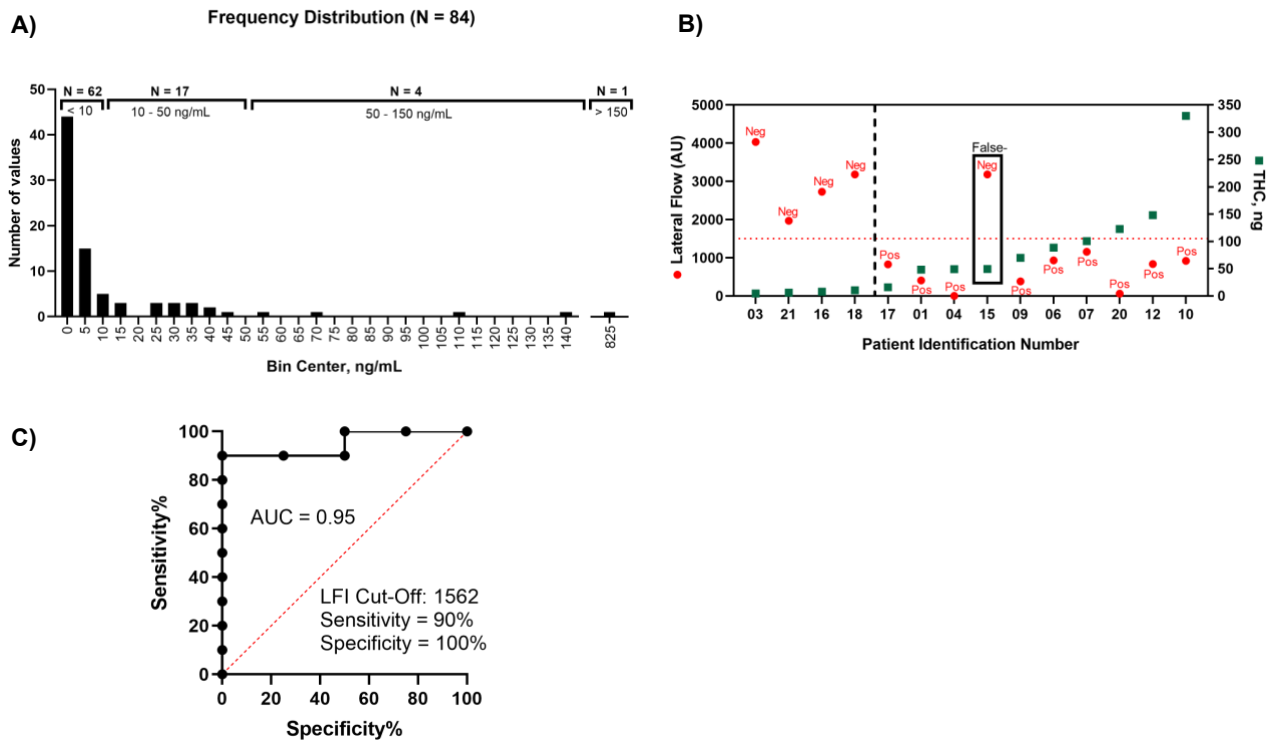 A)
Frequency Distribution (N = 84)
N = 62
N = 17
N = 4
N = 1
< 10
10 - 50 ng/mL
50 - 150 ng/mL
> 150
Number of values
50
40
30
20
10
0
0 5 10 15 20 25 30 35 40 45 50 55 60 65 70 75 80 85 90 95 100 105 110 115 120 125 130 135 140 825
Bin Center, ng/mL
B)
Lateral Flow (AU)
5000
4000
3000
2000
1000
0
Neg
Neg
Neg
Neg
Pos
Pos
Pos
False-
Neg
Pos
Pos
Pos
Pos
Pos
Pos
350
300
250
200
150
100
50
0
THC, ng
03 21 16 18 17 01 04 15 09 06 07 20 12 10
Patient Identification Number
C)
Sensitivity%
100
80
60
40
20
0
AUC = 0.95
LFI Cut-Off: 1562
Sensitivity = 90%
Specificity = 100%
0 20 40 60 80 100
Specificity%